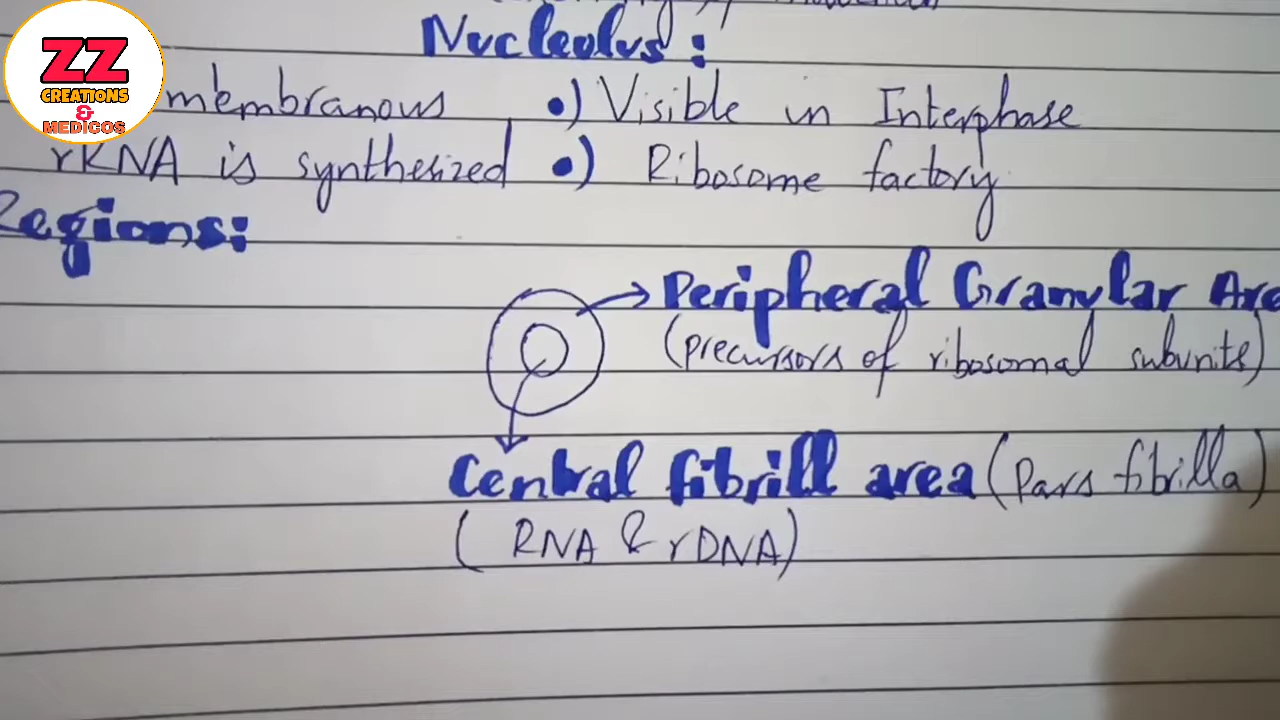 Nucleolus:
ZZ
CREATIONS
&
MEDICOS
membranous •) Visible in Interphase
rRNA is synthesized •) Ribosome factory
Regions:
Peripheral Granular Are
(precursors of ribosomal subunits)
Central fibrill area (Pars fibrilla)
(RNA & rDNA)